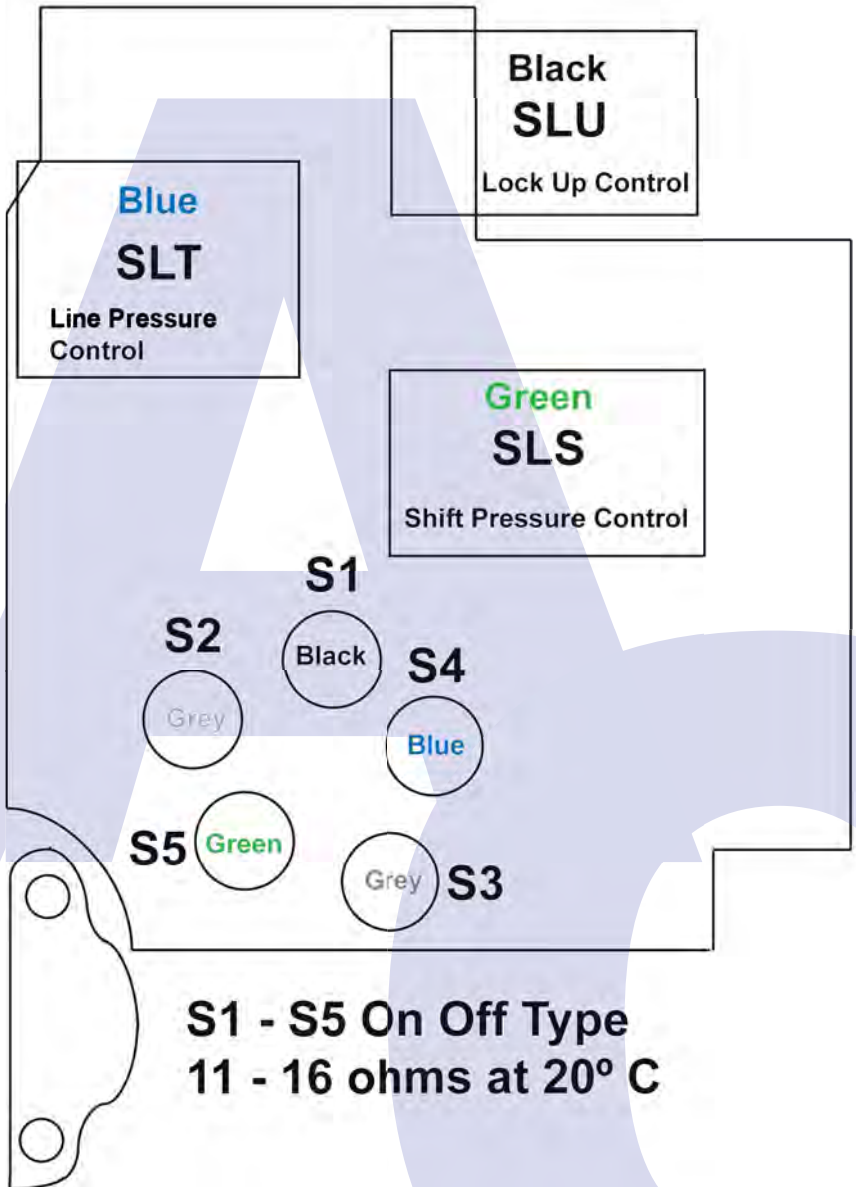 Black
SLU
Lock Up Control
Blue
SLT
Line Pressure
Control
Green
SLS
Shift Pressure Control
S1
Black
S2
Grey
S4
Blue
S5
Green
Grey
S3
S1 - S5 On Off Type
11 - 16 ohms at 20º C